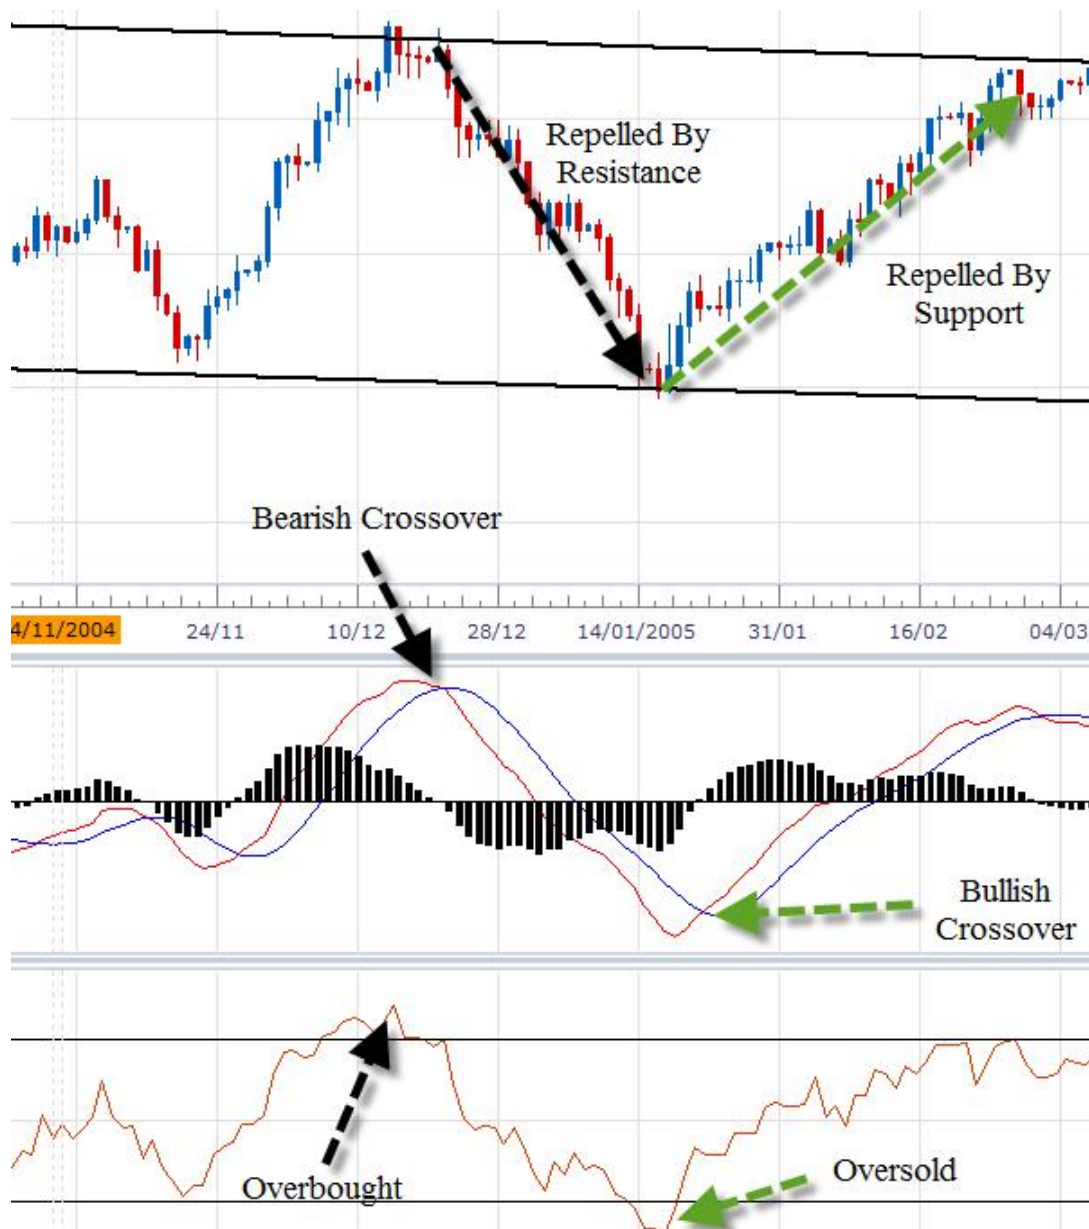 Repelled By
Resistance
Repelled By
Support
Bearish Crossover
4/11/2004 24/11 10/12 28/12 14/01/2005 31/01 16/02 04/03
Bullish
Crossover
Overbought
Oversold